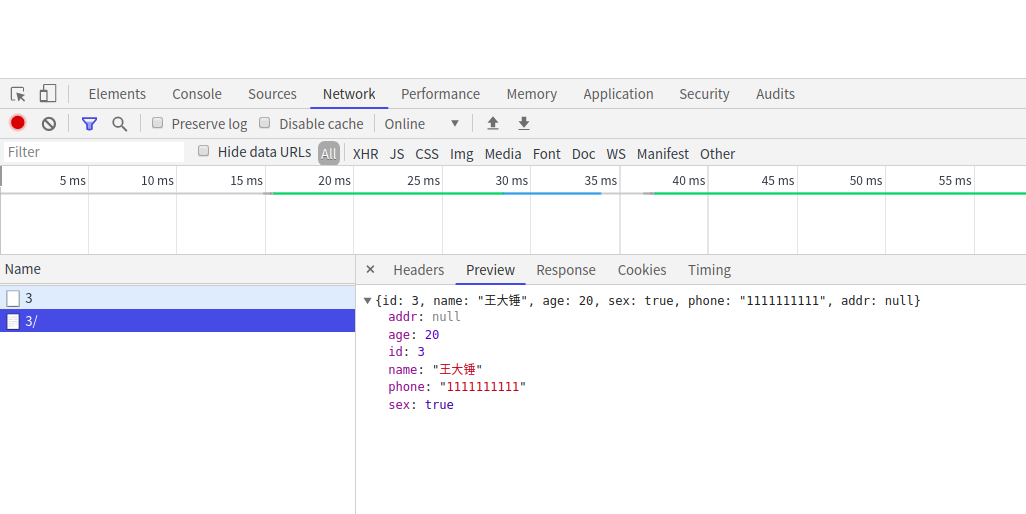 Elements Console Sources Network Performance Memory Application Security Audits
Preserve log Disable cache Online
Filter Hide data URLs All XHR JS CSS Img Media Font Doc WS Manifest Other
5 ms 10 ms 15 ms 20 ms 25 ms 30 ms 35 ms 40 ms 45 ms 50 ms 55 ms
Name
3
3/
× Headers Preview Response Cookies Timing
{id: 3, name: "王大锤", age: 20, sex: true, phone: "1111111111", addr: null}
addr: null
age: 20
id: 3
name: "王大锤"
phone: "1111111111"
sex: true